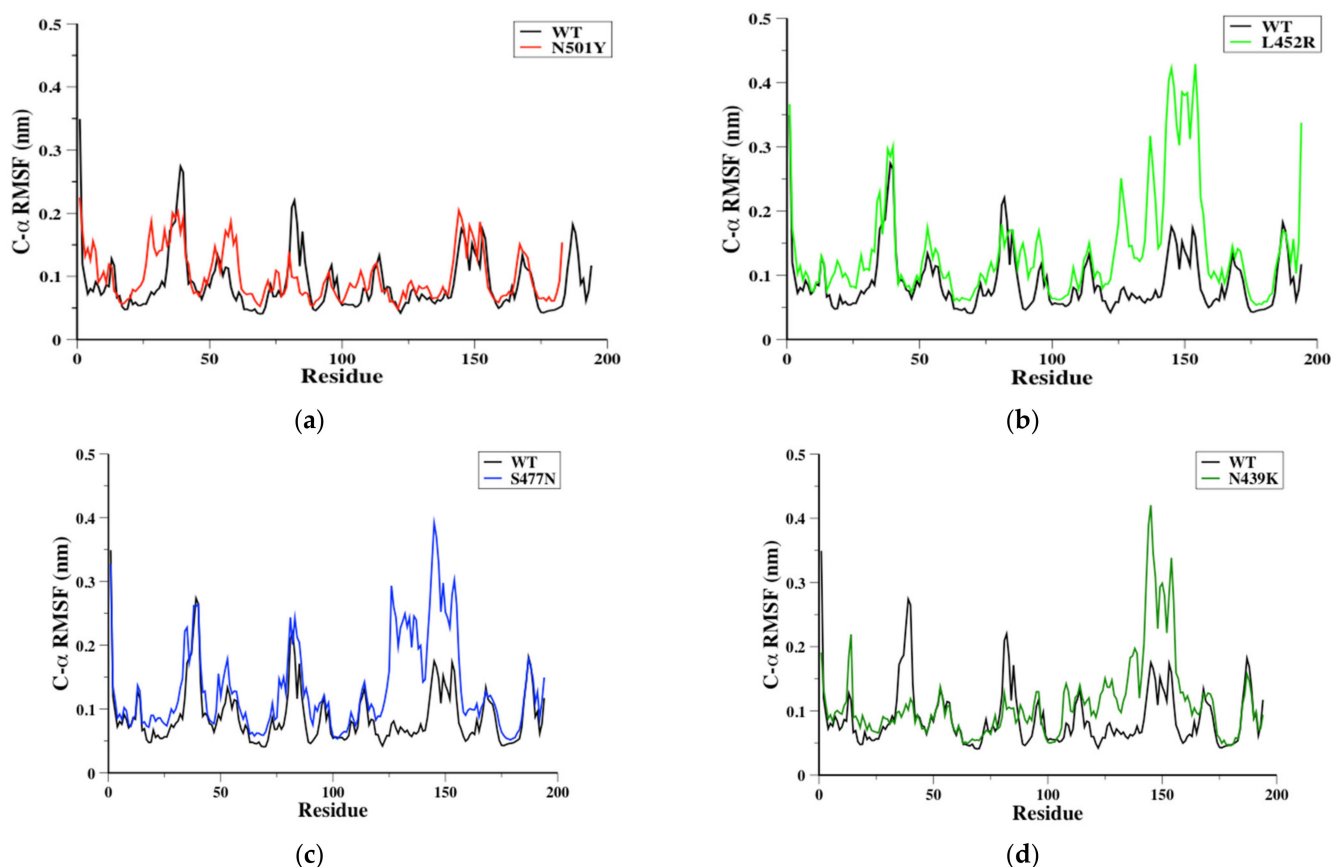 0.5
0.4
0.3
0.2
0.1
0
C-α RMSF (nm)
WT
N501Y
0 50 100 150 200
Residue
(a)
0.5
0.4
0.3
0.2
0.1
0
C-α RMSF (nm)
WT
L452R
0 50 100 150 200
Residue
(b)
0.5
0.4
0.3
0.2
0.1
0
C-α RMSF (nm)
WT
S477N
0 50 100 150 200
Residue
(c)
0.5
0.4
0.3
0.2
0.1
0
C-α RMSF (nm)
WT
N439K
0 50 100 150 200
Residue
(d)